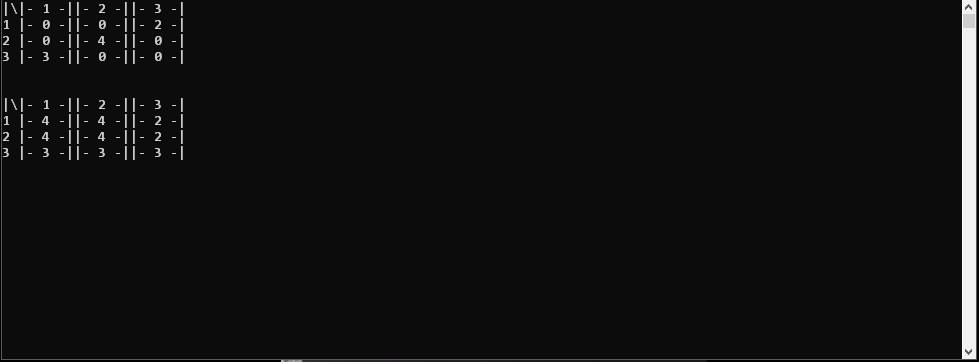 |\|- 1 -||- 2 -||- 3 -|
1 |- 0 -||- 0 -||- 2 -|
2 |- 0 -||- 4 -||- 0 -|
3 |- 3 -||- 0 -||- 0 -|
|\|- 1 -||- 2 -||- 3 -|
1 |- 4 -||- 4 -||- 2 -|
2 |- 4 -||- 4 -||- 2 -|
3 |- 3 -||- 3 -||- 3 -|